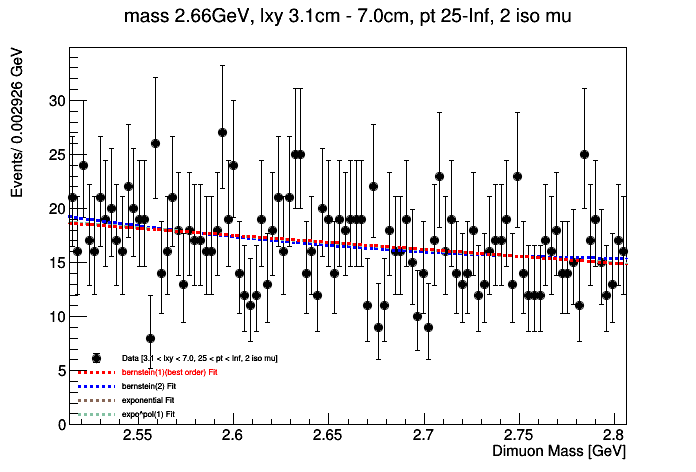 mass 2.66GeV, lxy 3.1cm - 7.0cm, pt 25-Inf, 2 iso mu
Events/ 0.002926 GeV
30
25
20
15
10
5
0
Data [3.1 < lxy < 7.0, 25 < pt < Inf, 2 iso mu]
bernstein(1)(best order) Fit
bernstein(2) Fit
exponential Fit
expo*pol(1) Fit
2.55 2.6 2.65 2.7 2.75 2.8
Dimuon Mass [GeV]